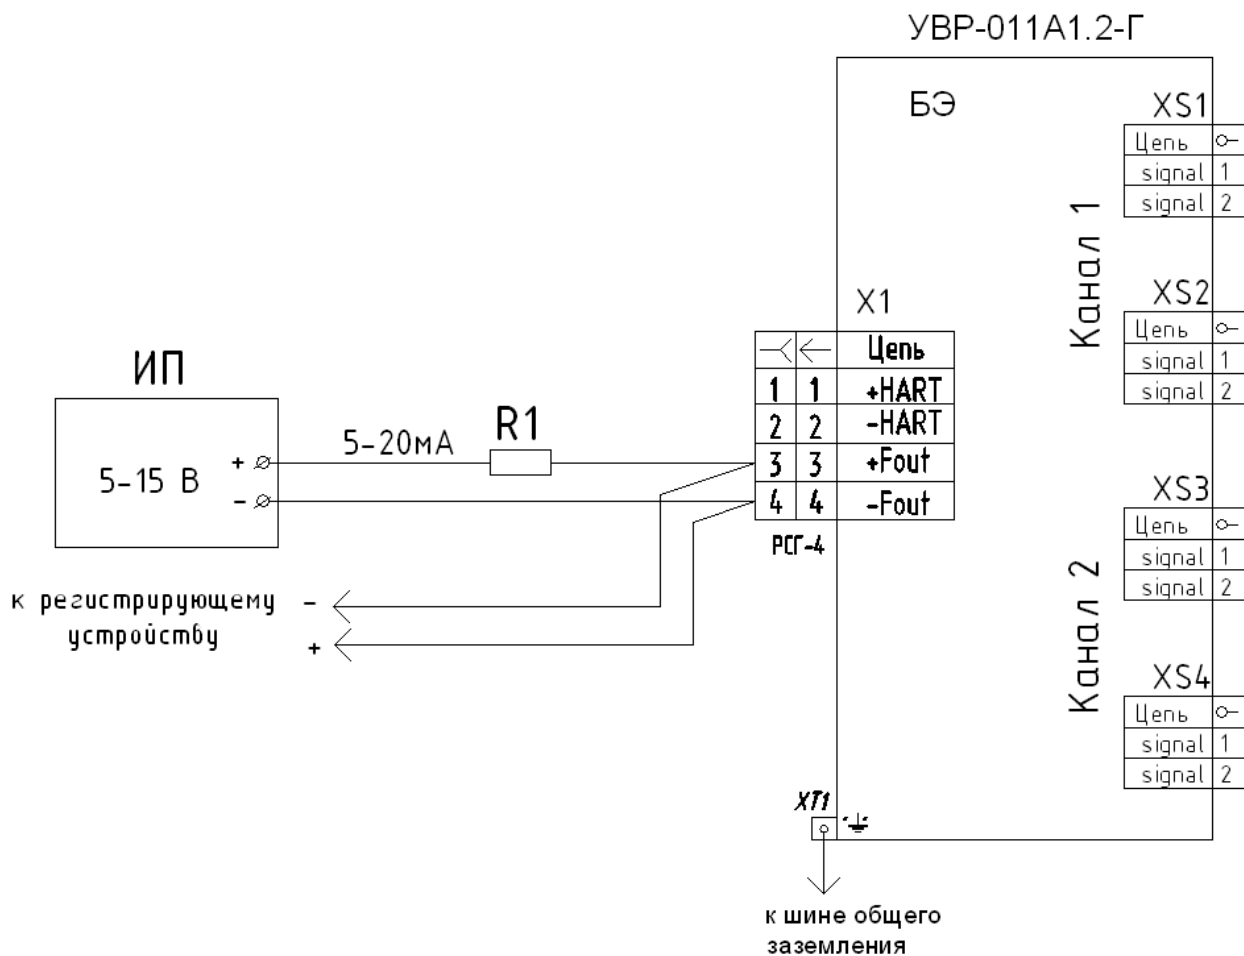 УВР-011А1.2-Г
БЭ
XS1
Цепь
signal 1
signal 2
Канал 1
XS2
Цепь
signal 1
signal 2
X1
Цепь
1 1 +HART
2 2 -HART
3 3 +Fout
4 4 -Fout
РСГ-4
ИП
5-15 В
+
-
5-20мА
R1
к регистрирующему
устройству
-
+
XS3
Цепь
signal 1
signal 2
Канал 2
XS4
Цепь
signal 1
signal 2
XT1
к шине общего
заземления